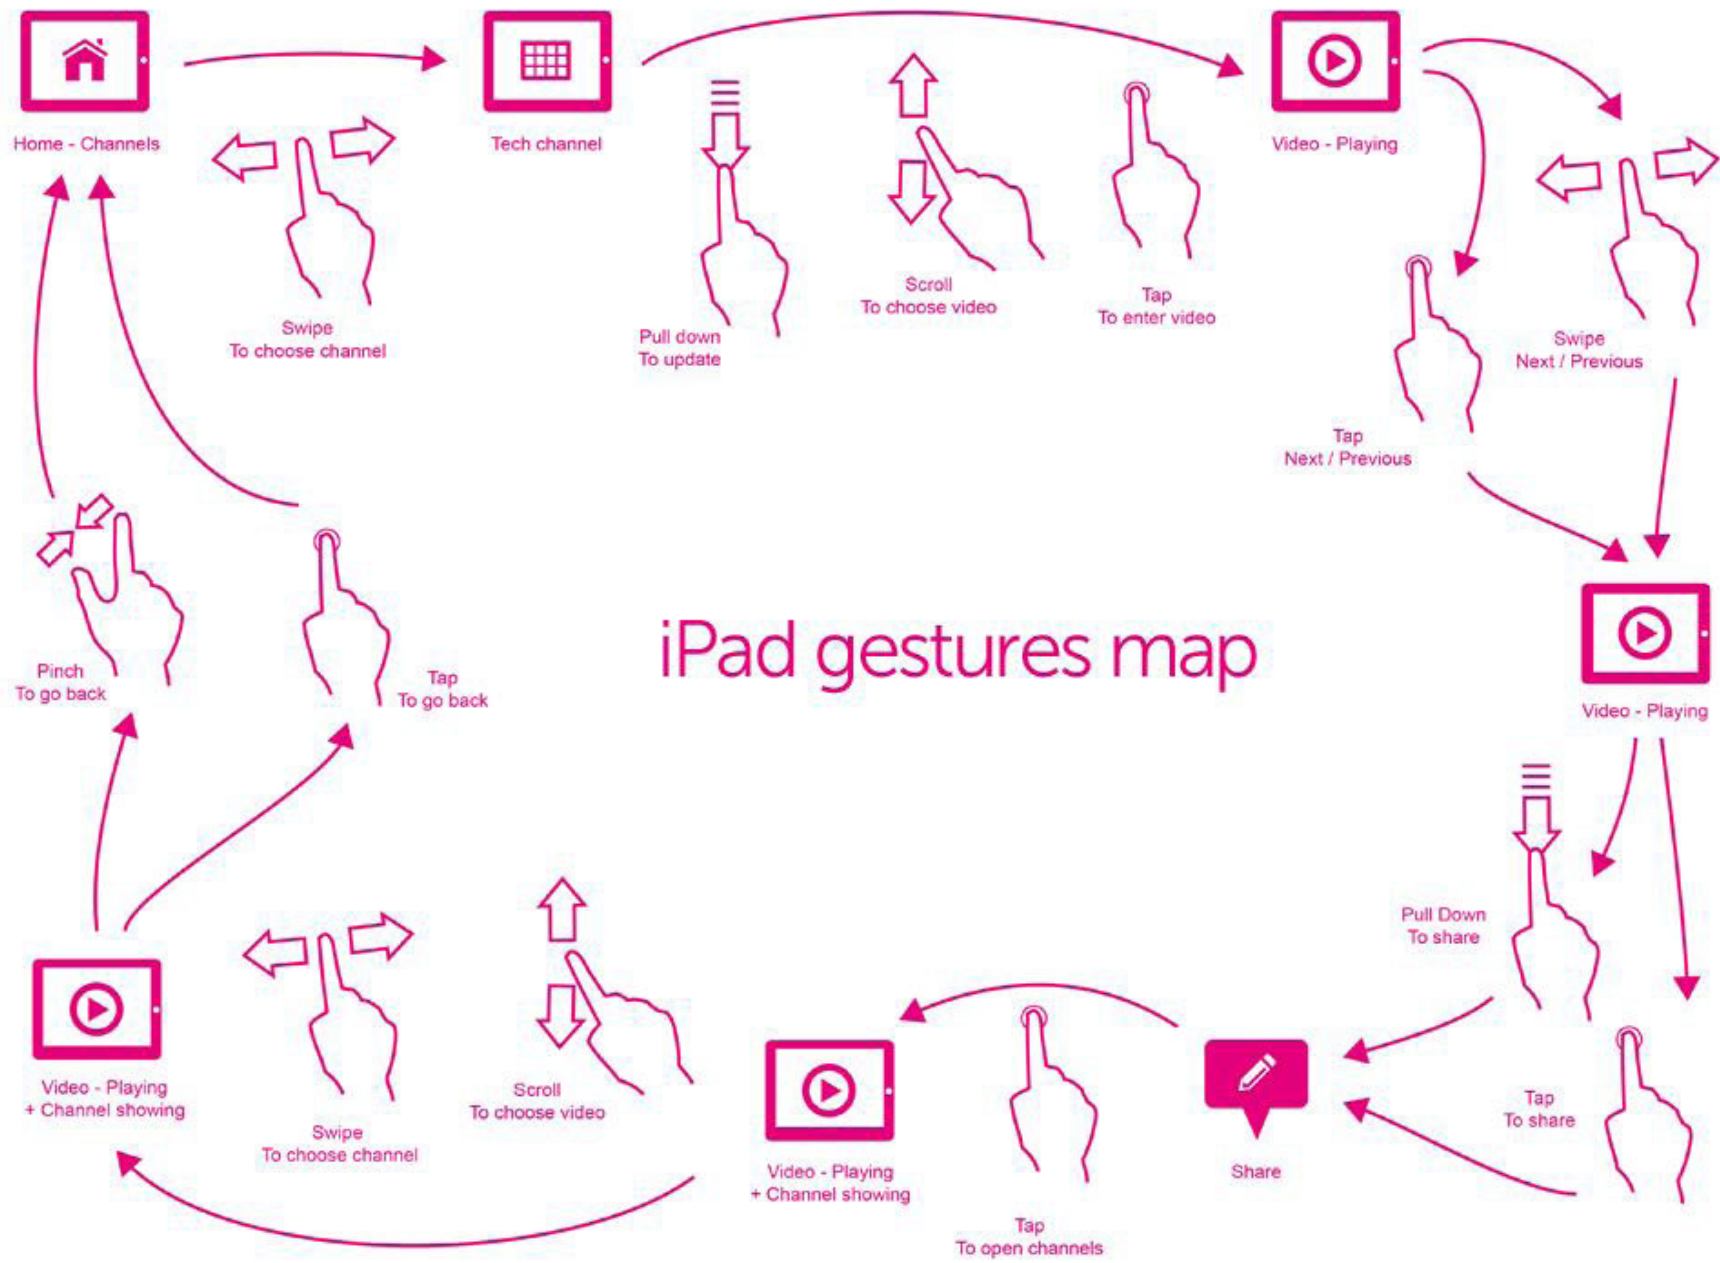 Home - Channels
Swipe
To choose channel
Tech channel
Pull down
To update
Scroll
To choose video
Tap
To enter video
Video - Playing
Swipe
Next / Previous
Tap
Next / Previous
Video - Playing
Pull Down
To share
Tap
To share
Share
Tap
To open channels
Video - Playing
+ Channel showing
Scroll
To choose video
Swipe
To choose channel
Video - Playing
+ Channel showing
Pinch
To go back
Tap
To go back
iPad gestures map